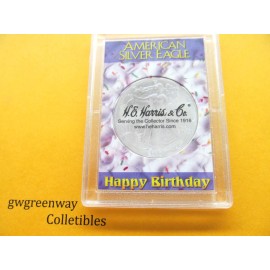 AMERICAN
SILVER EAGLE
H.E. Harris & Co.
Serving the Collector Since 1916
www.heharris.com
Happy Birthday
gwgreenway
Colletibles